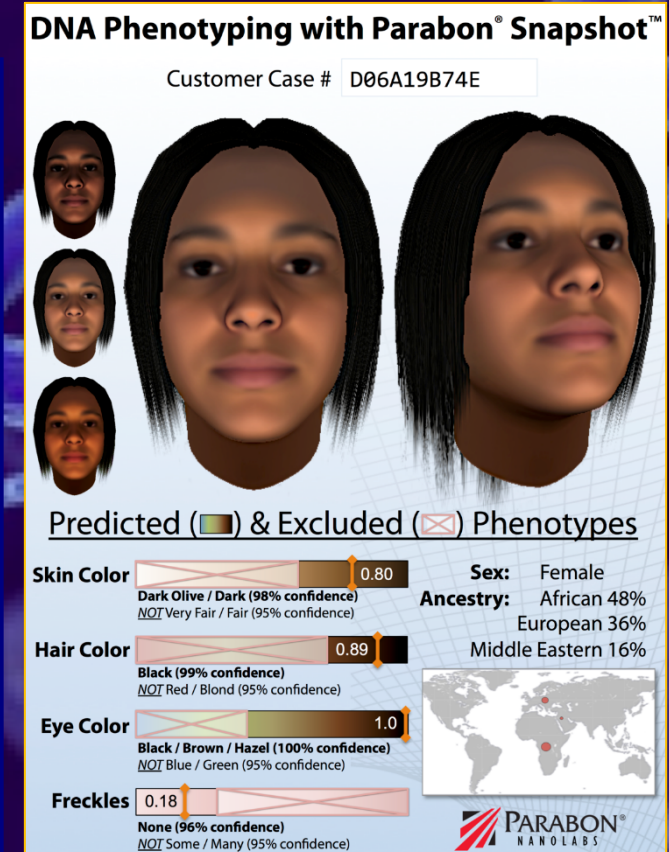 DNA Phenotyping with Parabon® Snapshot™
Customer Case # D06A19B74E
Predicted ( ) & Excluded ( ) Phenotypes
Skin Color 0.80
Dark Olive / Dark (98% confidence)
NOT Very Fair / Fair (95% confidence)
Hair Color 0.89
Black (99% confidence)
NOT Red / Blond (95% confidence)
Eye Color 1.0
Black / Brown / Hazel (100% confidence)
NOT Blue / Green (95% confidence)
Freckles 0.18
None (96% confidence)
NOT Some / Many (95% confidence)
Sex: Female
Ancestry: African 48%
European 36%
Middle Eastern 16%
PARABON®
NANOLABS